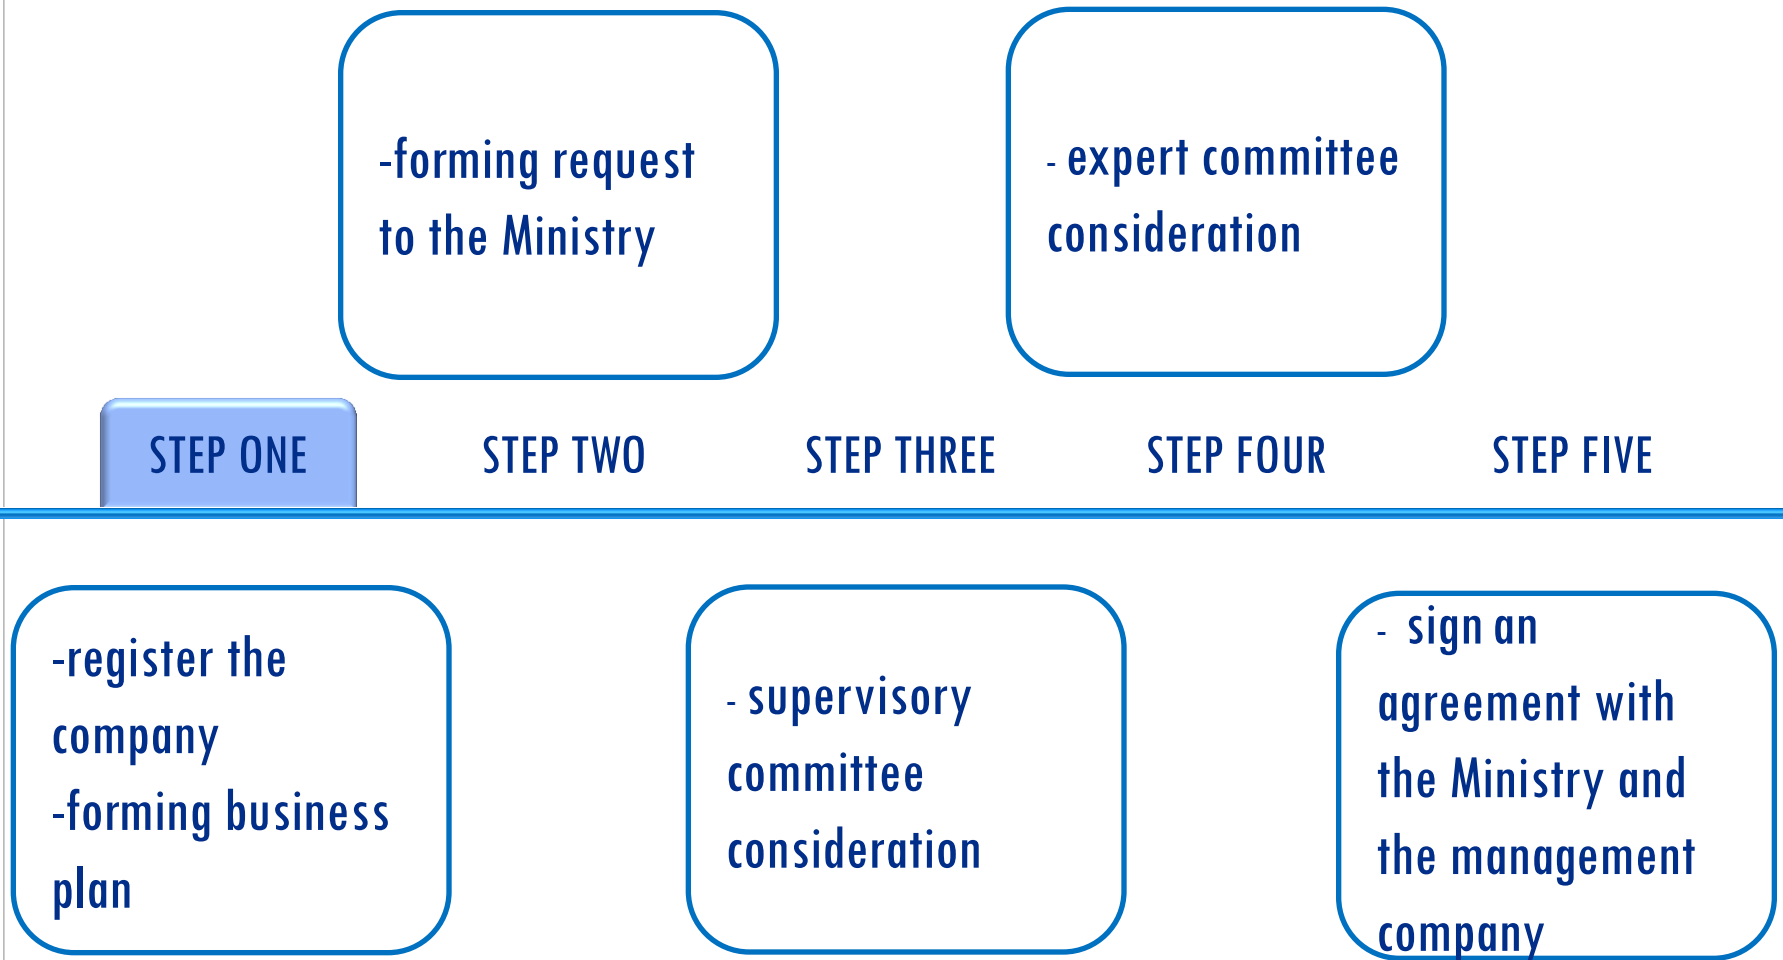 -forming request
to the Ministry
- expert committee
consideration
STEP ONE
STEP TWO
STEP THREE
STEP FOUR
STEP FIVE
-register the
company
-forming business
plan
- supervisory
committee
consideration
- sign an
agreement with
the Ministry and
the management
company